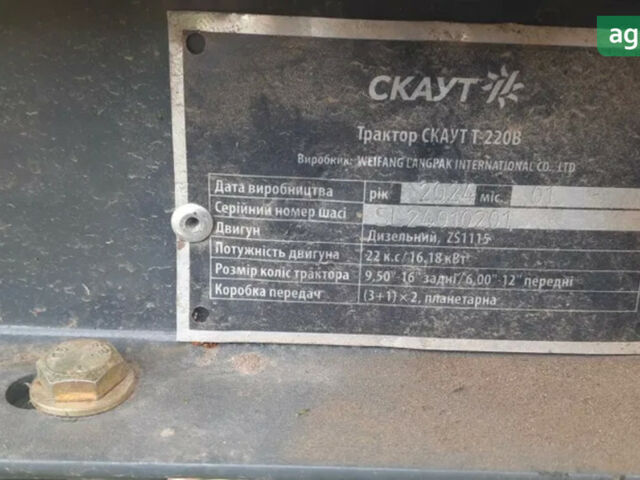 ag
СКАУТ
Трактор СКАУТ Т-220В
Виробник: WEIFANG LANGPAK INTERNATIONAL CO., LTD
Дата виробництва рік 2024 міс. 01
Серійний номер шасі SL24010201
Двигун Дизельний, ZS1115
Потужність двигуна 22 к.с/16,18 кВт
Розмір коліс трактора 9,50"-16" задні/6,00"-12" передні
Коробка передач (3+1)×2, планетарна